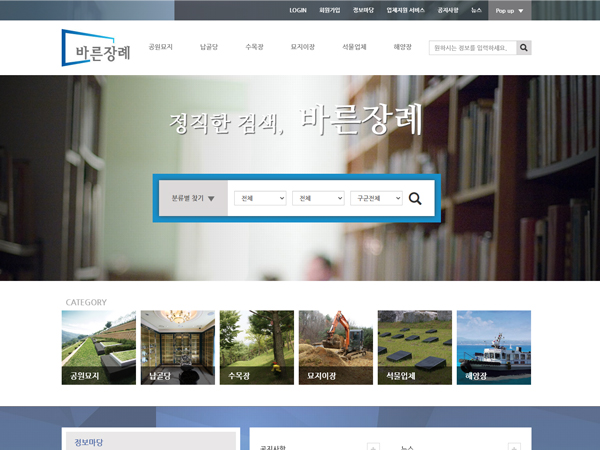 LOGIN 회원가입 정보마당 업체지원 서비스 공지사항 뉴스 Pop up
바른장례 공원묘지 납골당 수목장 묘지이장 석물업체 해양장 원하시는 정보를 입력하세요.
정직한 검색, 바른장례
분류별 찾기 전체 전체 구군전체
CATEGORY
공원묘지 납골당 수목장 묘지이장 석물업체 해양장
정보마당
공지사항 뉴스